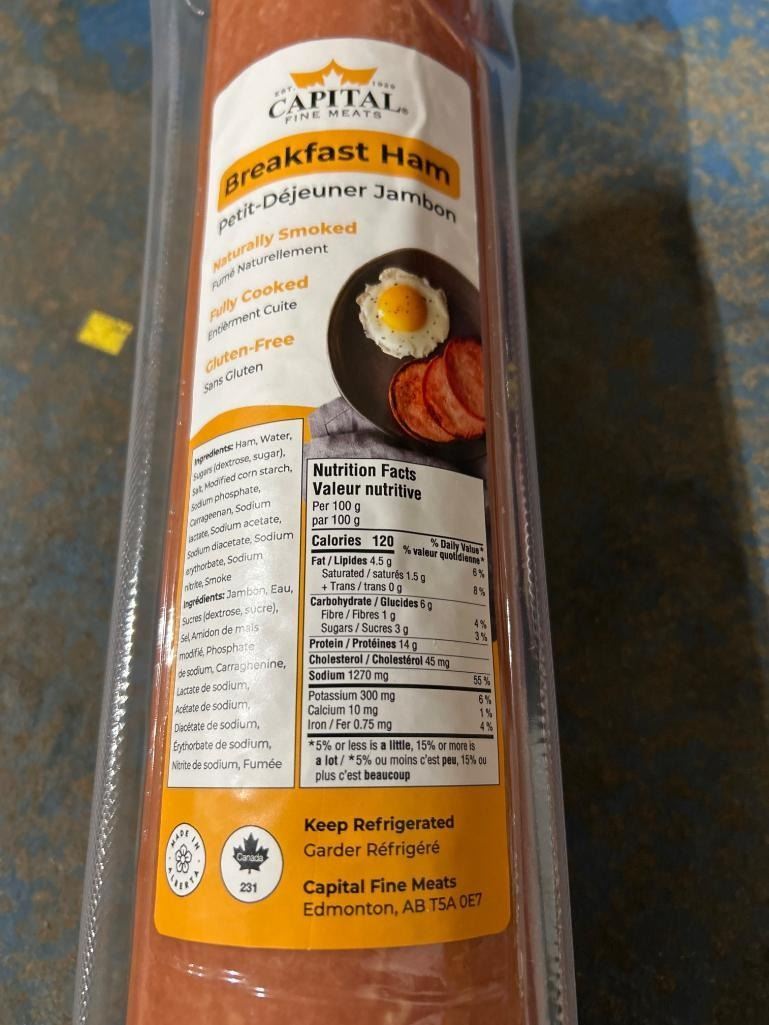 EST. 1929
CAPITAL®
FINE MEATS
Breakfast Ham
Petit-Déjeuner Jambon
Naturally Smoked
Fumé Naturellement
Fully Cooked
Entièrment Cuite
Gluten-Free
Sans Gluten
Ingredients: Ham, Water,
Sugars (dextrose, sugar),
Salt, Modified corn starch,
Sodium phosphate,
Carrageenan, Sodium
lactate, Sodium acetate,
Sodium diacetate, Sodium
erythorbate, Sodium
nitrite, Smoke
Ingrédients: Jambon, Eau,
Sucres (dextrose, sucre),
Sel, Amidon de maïs
modifié, Phosphate
de sodium, Carraghénine,
Lactate de sodium,
Acétate de sodium,
Diacétate de sodium,
Érythorbate de sodium,
Nitrite de sodium, Fumée
Nutrition Facts
Valeur nutritive
Per 100 g
par 100 g
Calories 120
% Daily Value*
% valeur quotidienne*
Fat / Lipides 4.5 g 6 %
Saturated / saturés 1.5 g
+ Trans / trans 0 g 8 %
Carbohydrate / Glucides 6 g
Fibre / Fibres 1 g 4 %
Sugars / Sucres 3 g 3 %
Protein / Protéines 14 g
Cholesterol / Cholestérol 45 mg
Sodium 1270 mg 55 %
Potassium 300 mg 6 %
Calcium 10 mg 1 %
Iron / Fer 0.75 mg 4 %
*5% or less is a little, 15% or more is
a lot / *5% ou moins c'est peu, 15% ou
plus c'est beaucoup
MADE IN
ALBERTA
Canada
231
Keep Refrigerated
Garder Réfrigéré
Capital Fine Meats
Edmonton, AB T5A 0E7